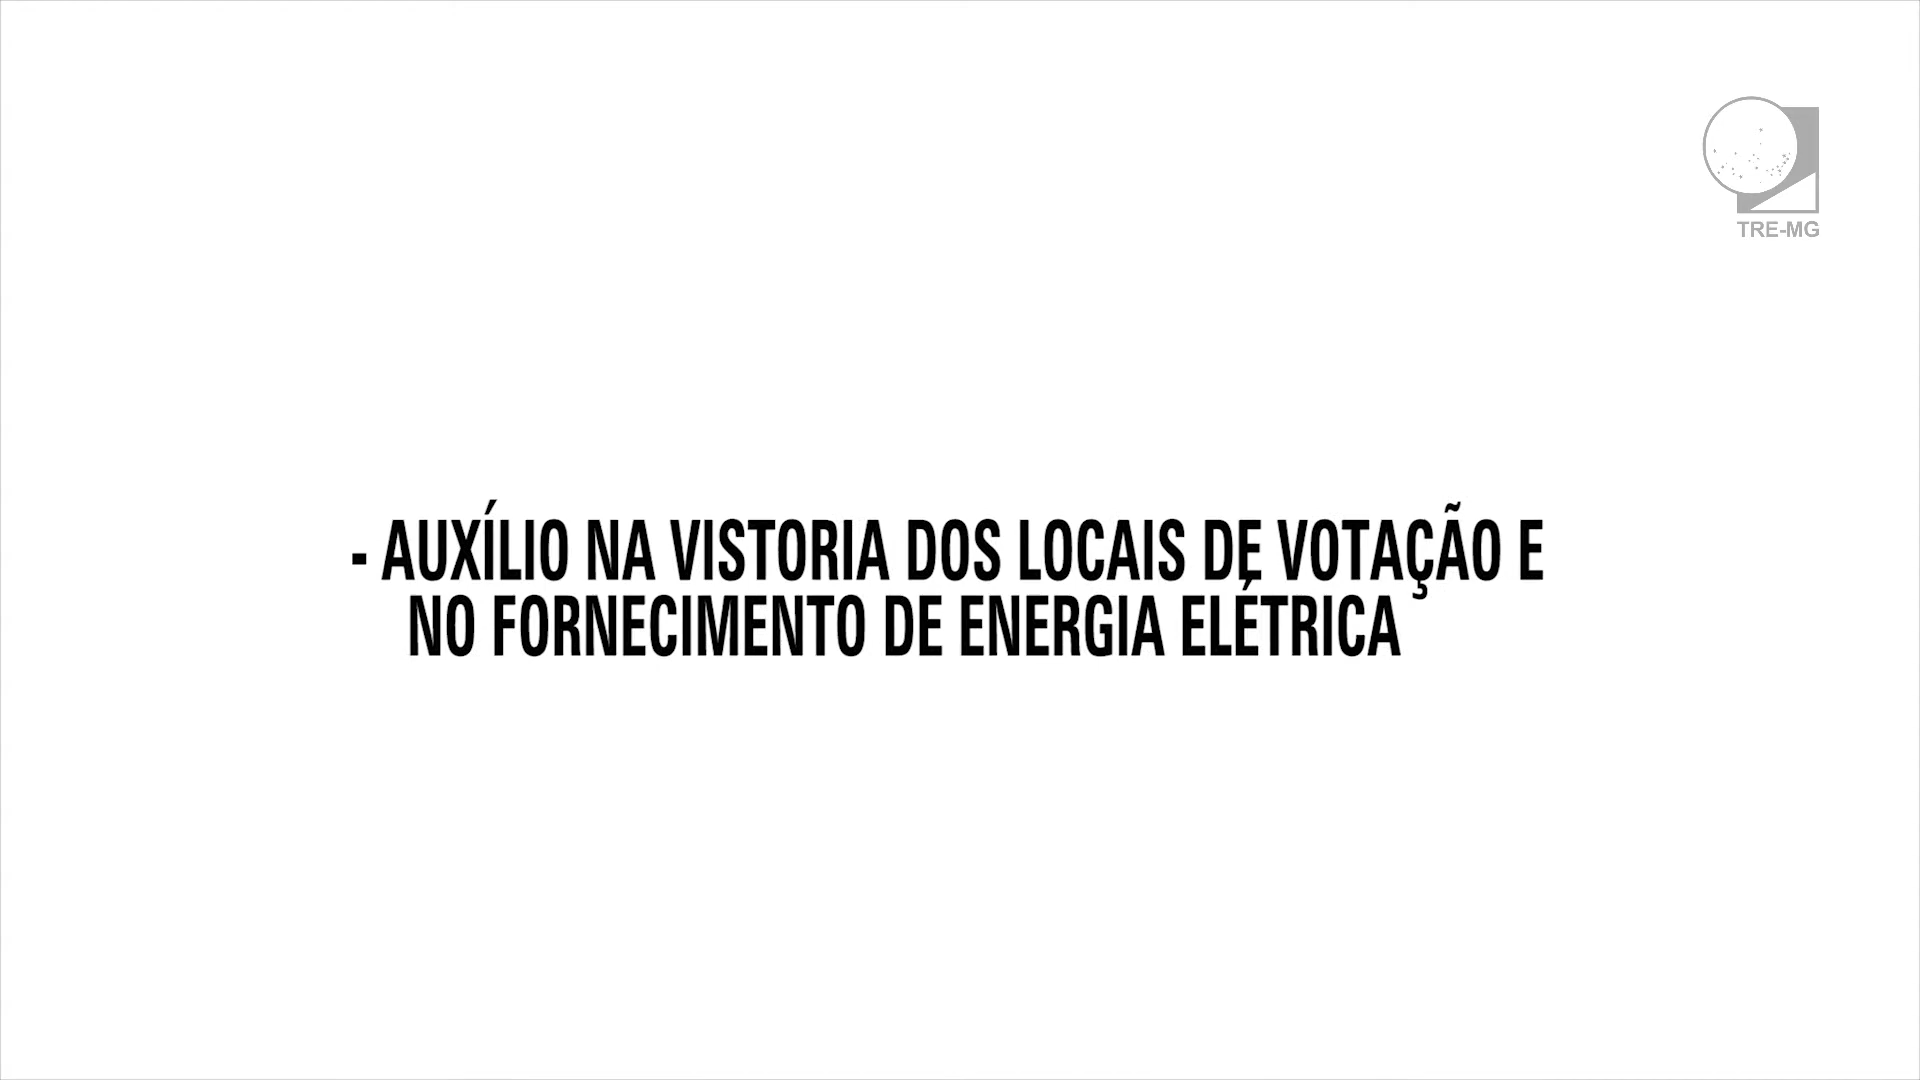 TRE-MG
- AUXÍLIO NA VISTORIA DOS LOCAIS DE VOTAÇÃO E
NO FORNECIMENTO DE ENERGIA ELÉTRICA